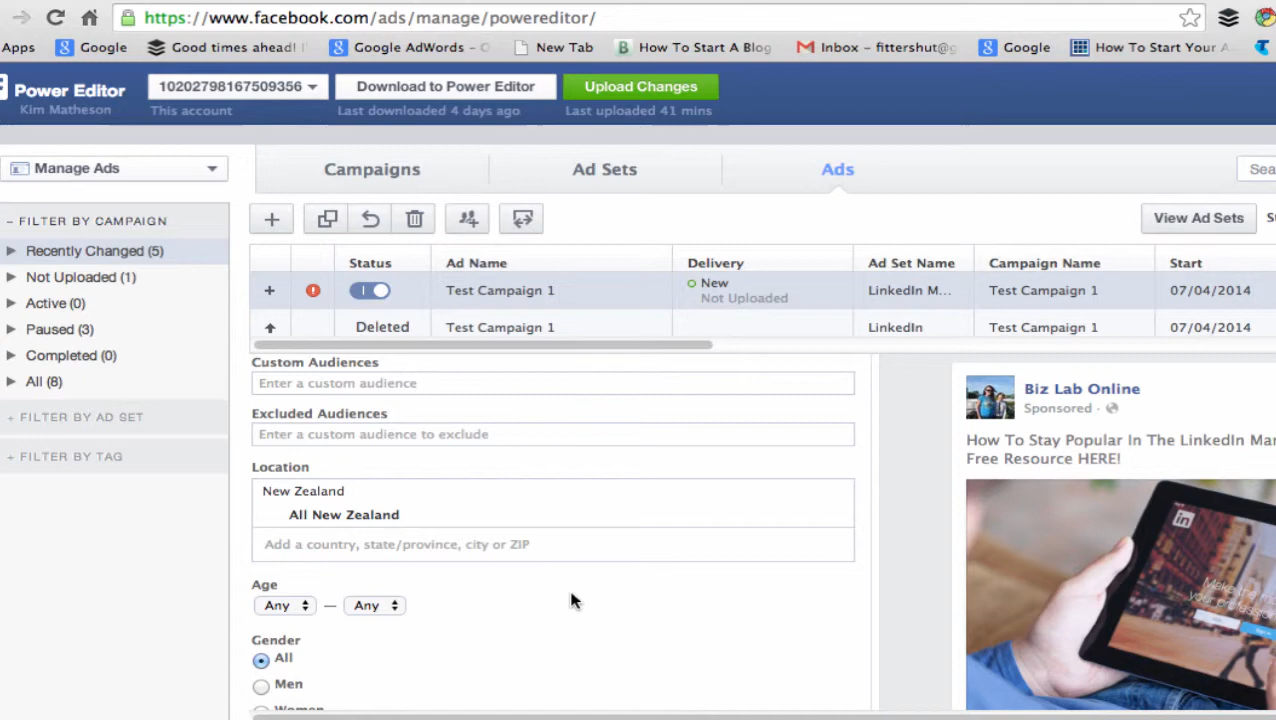 https://www.facebook.com/ads/manage/powereditor/
Apps Google Good times ahead! Google AdWords - New Tab How To Start A Blog Inbox - fittershut@g Google How To Start Your
Power Editor
Kim Matheson
10202798167509356
This account
Download to Power Editor
Last downloaded 4 days ago
Upload Changes
Last uploaded 41 mins
Manage Ads
Campaigns Ad Sets Ads
Sea
– FILTER BY CAMPAIGN
Recently Changed (5)
Not Uploaded (1)
Active (0)
Paused (3)
Completed (0)
All (8)
+ FILTER BY AD SET
+ FILTER BY TAG
View Ad Sets
Status Ad Name Delivery Ad Set Name Campaign Name Start
Test Campaign 1 New LinkedIn M... Test Campaign 1 07/04/2014
Not Uploaded
Deleted Test Campaign 1 LinkedIn Test Campaign 1 07/04/2014
Custom Audiences
Enter a custom audience
Excluded Audiences
Enter a custom audience to exclude
Location
New Zealand
All New Zealand
Add a country, state/province, city or ZIP
Age
Any — Any
Gender
All
Men
Women
Biz Lab Online
Sponsored ·
How To Stay Popular In The LinkedIn Mar
Free Resource HERE!
in
Make the
your profession